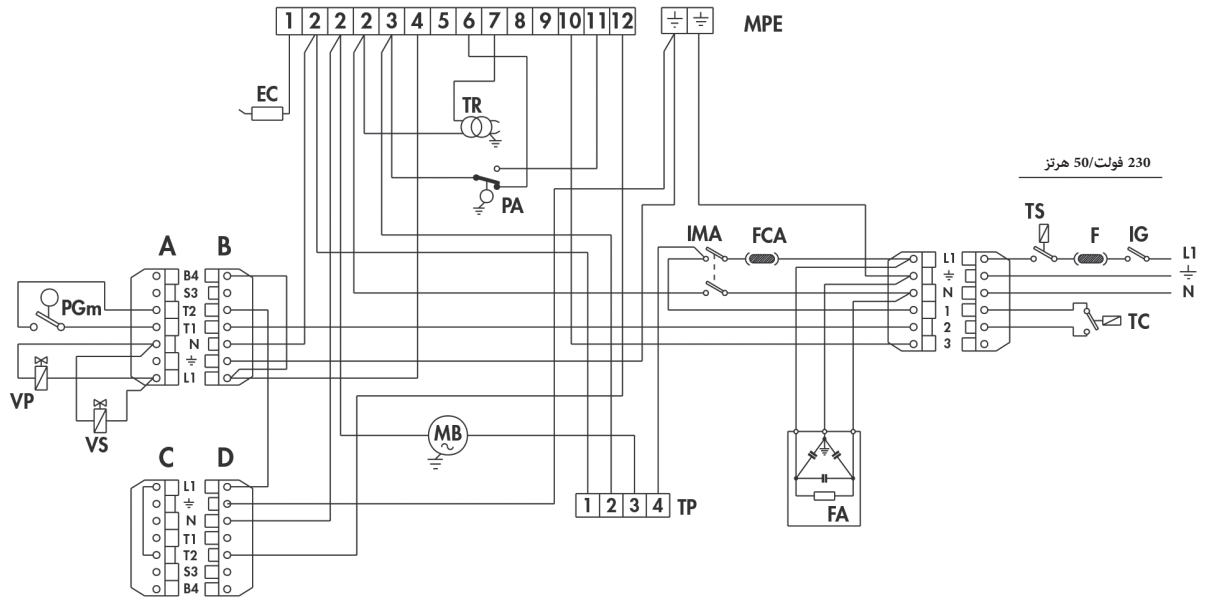 1 2 2 2 3 4 5 6 7 8 9 10 11 12
MPE
EC
TR
PA
230 فولت/50 هرتز
TS
F
IG
IMA
FCA
L1
N
A B
B4
S3
T2
T1
N
L1
PGm
VP
VS
L1
N
1
2
3
TC
MB
C D
L1
N
T1
T2
S3
B4
1 2 3 4 TP
FA